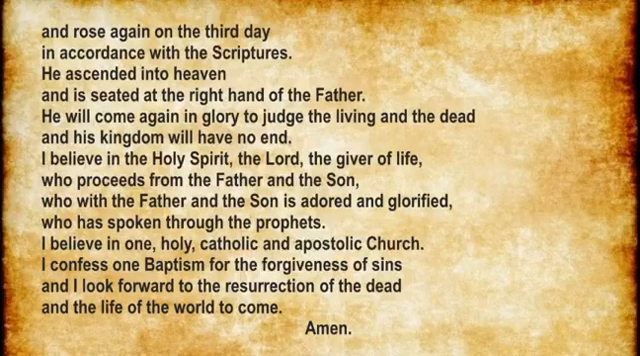 and rose again on the third day
in accordance with the Scriptures.
He ascended into heaven
and is seated at the right hand of the Father.
He will come again in glory to judge the living and the dead
and his kingdom will have no end.
I believe in the Holy Spirit, the Lord, the giver of life,
who proceeds from the Father and the Son,
who with the Father and the Son is adored and glorified,
who has spoken through the prophets.
I believe in one, holy, catholic and apostolic Church.
I confess one Baptism for the forgiveness of sins
and I look forward to the resurrection of the dead
and the life of the world to come.
Amen.